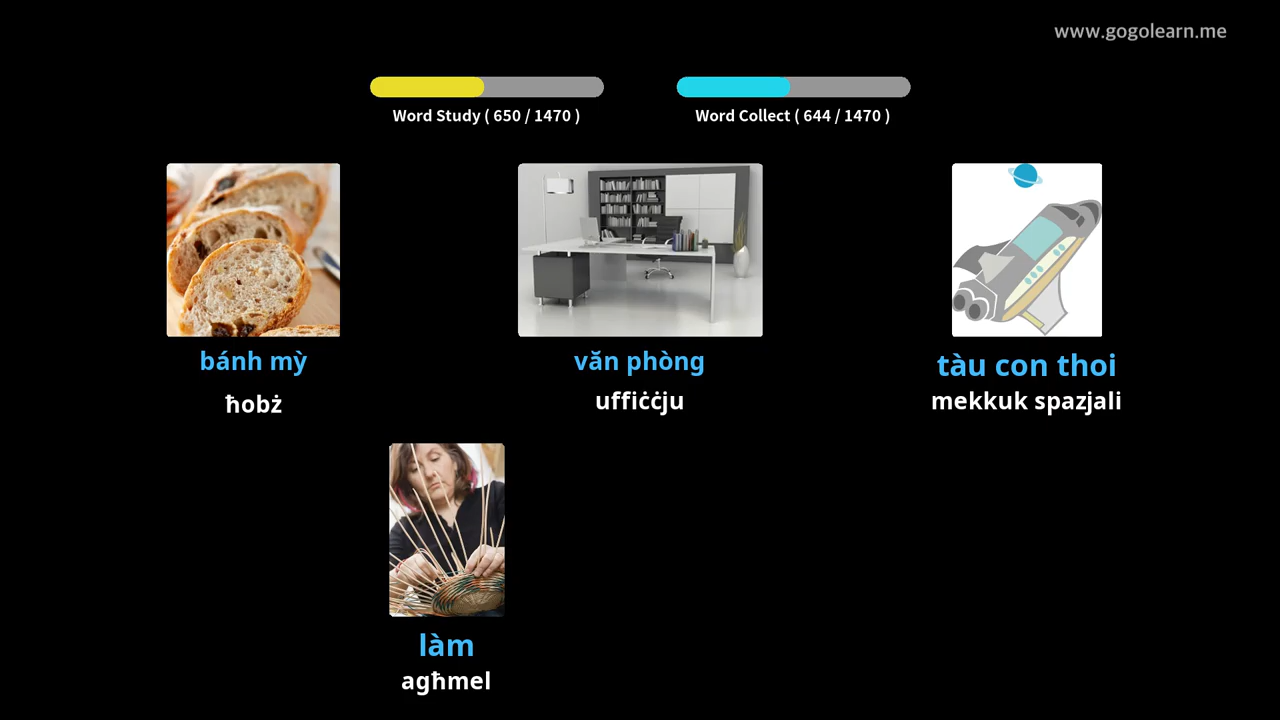 www.gogolearn.me
Word Study ( 650 / 1470 )
Word Collect ( 644 / 1470 )
bánh mỳ
ħobż
văn phòng
uffiċċju
tàu con thoi
mekkuk spazjali
làm
agħmel